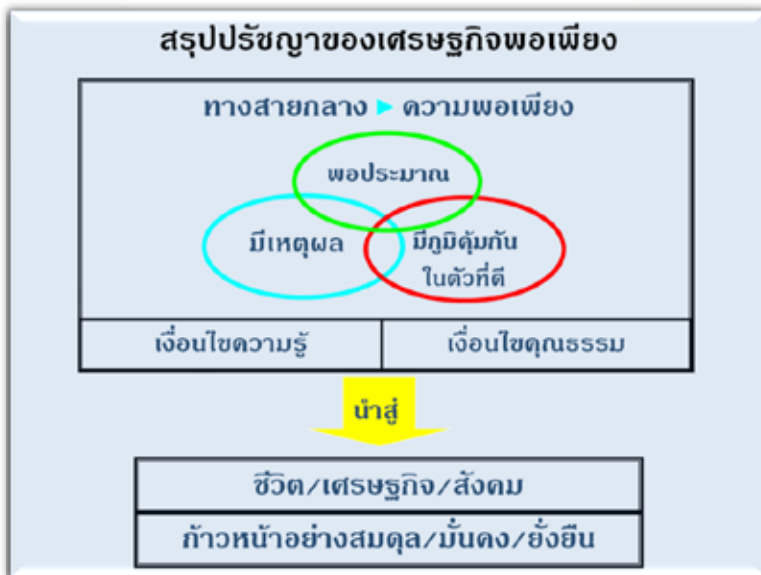 สรุปปรัชญาของเศรษฐกิจพอเพียง
ทางสายกลาง ► ความพอเพียง
พอประมาณ
มีเหตุผล
มีภูมิคุ้มกัน
ในตัวที่ดี
เงื่อนไขความรู้
เงื่อนไขคุณธรรม
นำสู่
ชีวิต/เศรษฐกิจ/สังคม
ก้าวหน้าอย่างสมดุล/มั่นคง/ยั่งยืน